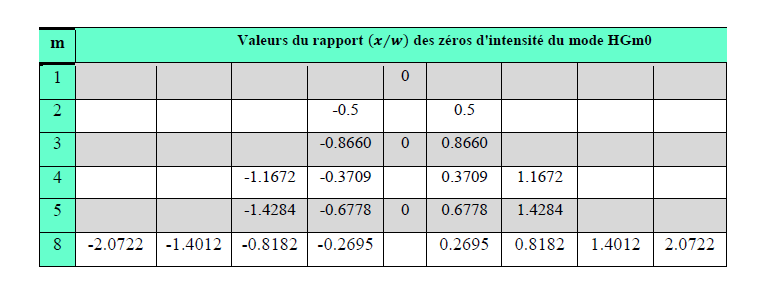 m Valeurs du rapport (x/w) des zéros d'intensité du mode HGm0
1 0
2 -0.5 0.5
3 -0.8660 0 0.8660
4 -1.1672 -0.3709 0.3709 1.1672
5 -1.4284 -0.6778 0 0.6778 1.4284
8 -2.0722 -1.4012 -0.8182 -0.2695 0.2695 0.8182 1.4012 2.0722